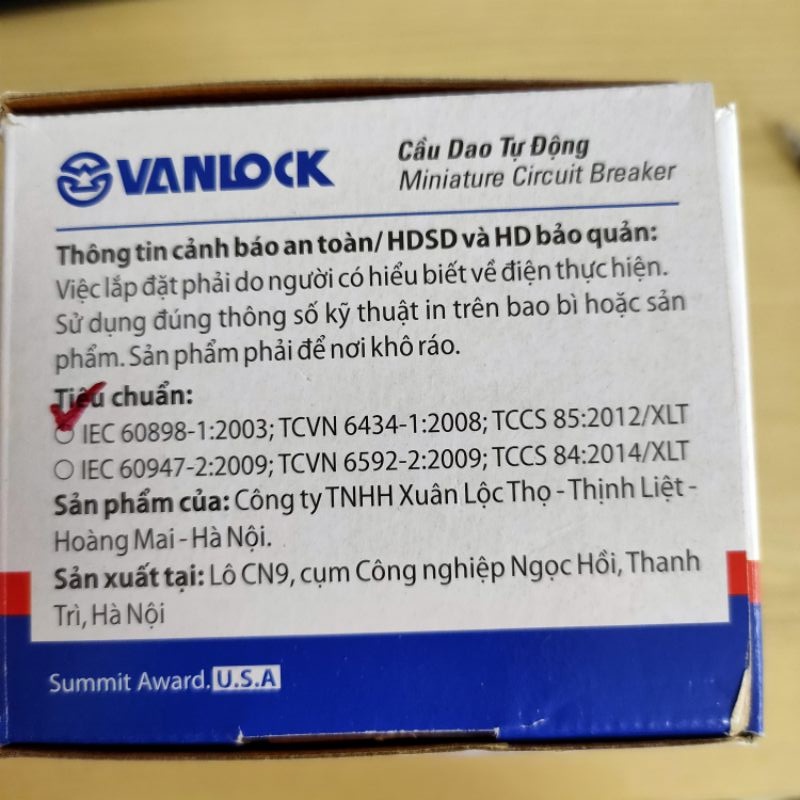 VANLOCK
Cầu Dao Tự Động
Miniature Circuit Breaker
Thông tin cảnh báo an toàn/ HDSD và HD bảo quản:
Việc lắp đặt phải do người có hiểu biết về điện thực hiện.
Sử dụng đúng thông số kỹ thuật in trên bao bì hoặc sản
phẩm. Sản phẩm phải để nơi khô ráo.
Tiêu chuẩn:
IEC 60898-1:2003; TCVN 6434-1:2008; TCCS 85:2012/XLT
IEC 60947-2:2009; TCVN 6592-2:2009; TCCS 84:2014/XLT
Sản phẩm của: Công ty TNHH Xuân Lộc Thọ - Thịnh Liệt -
Hoàng Mai - Hà Nội.
Sản xuất tại: Lô CN9, cụm Công nghiệp Ngọc Hồi, Thanh
Trì, Hà Nội
Summit Award. U.S.A